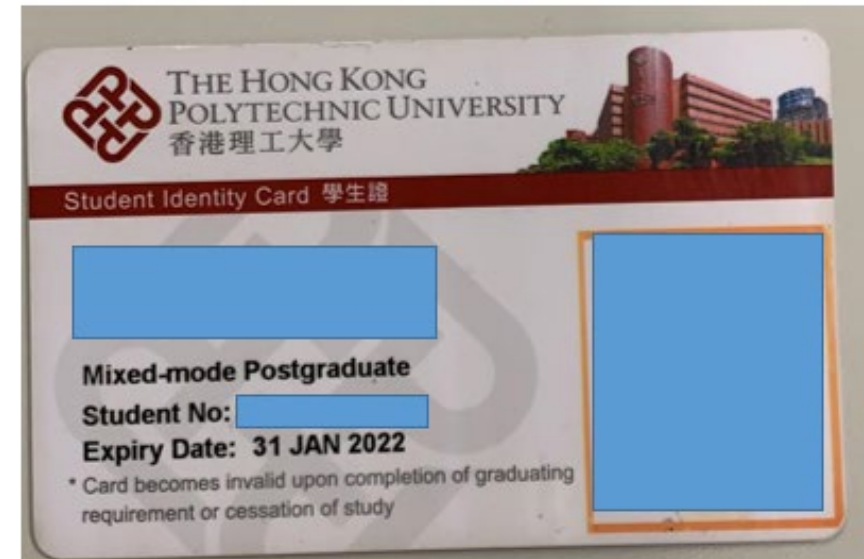 THE HONG KONG
POLYTECHNIC UNIVERSITY
香港理工大學
Student Identity Card 學生證
Mixed-mode Postgraduate
Student No:
Expiry Date: 31 JAN 2022
* Card becomes invalid upon completion of graduating
requirement or cessation of study